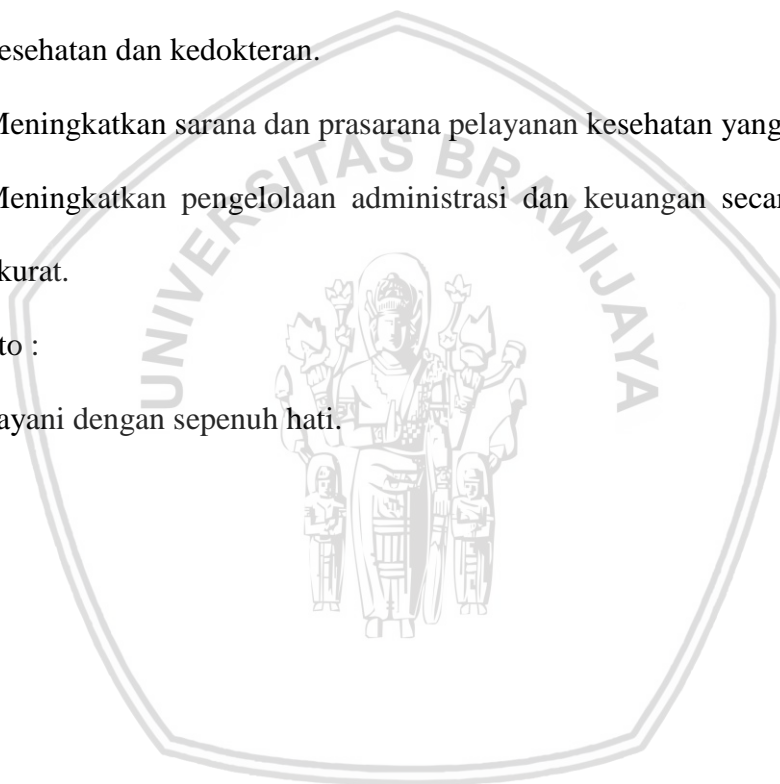 esehatan dan kedokteran.
Meningkatkan sarana dan prasarana pelayanan kesehatan yang
Meningkatkan pengelolaan administrasi dan keuangan seca
kurat.
to :
ayani dengan sepenuh hati.
UNIVERSITAS BRAWIJAYA